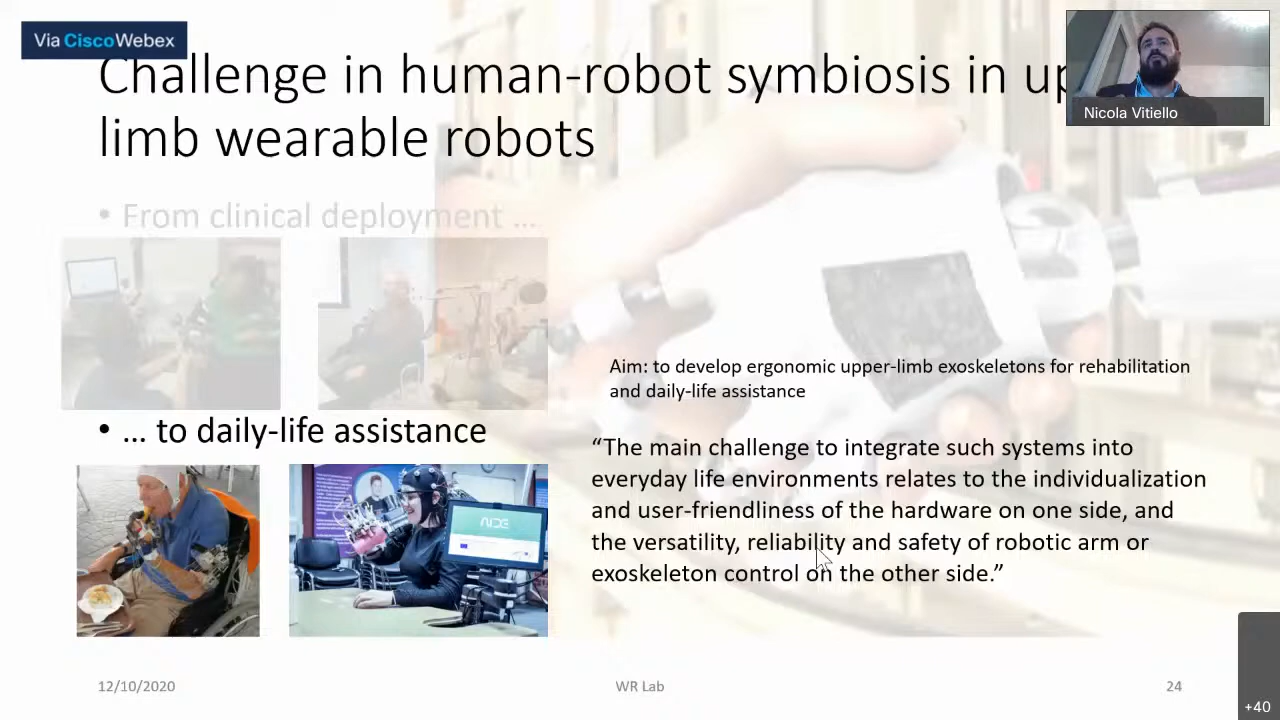 Via Cisco Webex
Challenge in human-robot symbiosis in up
limb wearable robots
Nicola Vitiello
• From clinical deployment ...
• ... to daily-life assistance
Aim: to develop ergonomic upper-limb exoskeletons for rehabilitation
and daily-life assistance
“The main challenge to integrate such systems into
everyday life environments relates to the individualization
and user-friendliness of the hardware on one side, and
the versatility, reliability and safety of robotic arm or
exoskeleton control on the other side.”
AIDE
12/10/2020
WR Lab
24
+40